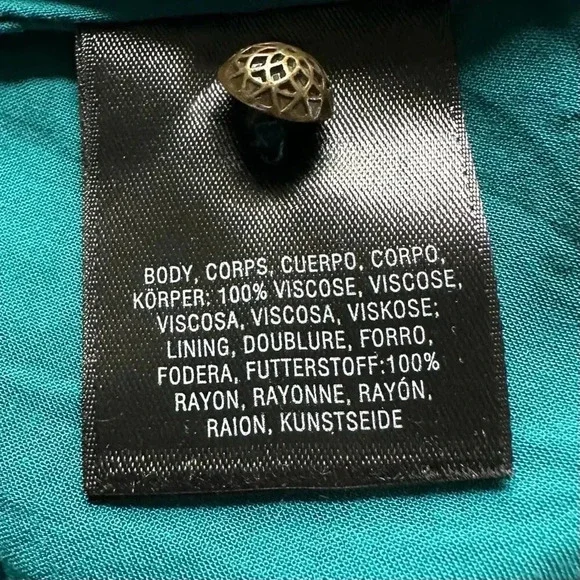 BODY, CORPS, CUERPO, CORPO,
KÖRPER: 100% VISCOSE, VISCOSE,
VISCOSA, VISCOSA, VISKOSE;
LINING, DOUBLURE, FORRO,
FODERA, FUTTERSTOFF:100%
RAYON, RAYONNE, RAYÓN,
RAION, KUNSTSEIDE